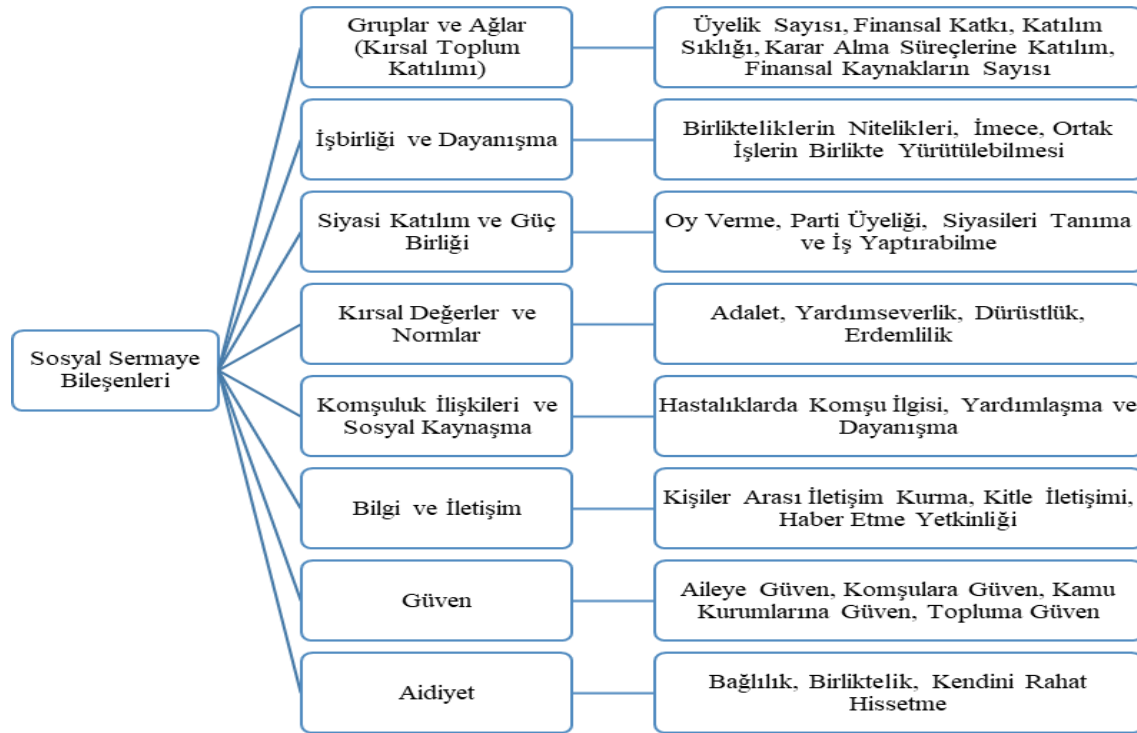 Gruplar ve Ağlar
(Kırsal Toplum
Katılımı)
Üyelik Sayısı, Finansal Katkı, Katılım
Sıklığı, Karar Alma Süreçlerine Katılım,
Finansal Kaynakların Sayısı
İşbirliği ve Dayanışma
Birlikteliklerin Nitelikleri, İmece, Ortak
İşlerin Birlikte Yürütülebilmesi
Siyasi Katılım ve Güç
Birliği
Oy Verme, Parti Üyeliği, Siyasileri Tanıma
ve İş Yaptırabilme
Sosyal Sermaye
Bileşenleri
Kırsal Değerler ve
Normlar
Adalet, Yardımseverlik, Dürüstlük,
Erdemlilik
Komşuluk İlişkileri ve
Sosyal Kaynaşma
Hastalıklarda Komşu İlgisi, Yardımlaşma ve
Dayanışma
Bilgi ve İletişim
Kişiler Arası İletişim Kurma, Kitle İletişimi,
Haber Etme Yetkinliği
Güven
Aileye Güven, Komşulara Güven, Kamu
Kurumlarına Güven, Topluma Güven
Aidiyet
Bağlılık, Birliktelik, Kendini Rahat
Hissetme